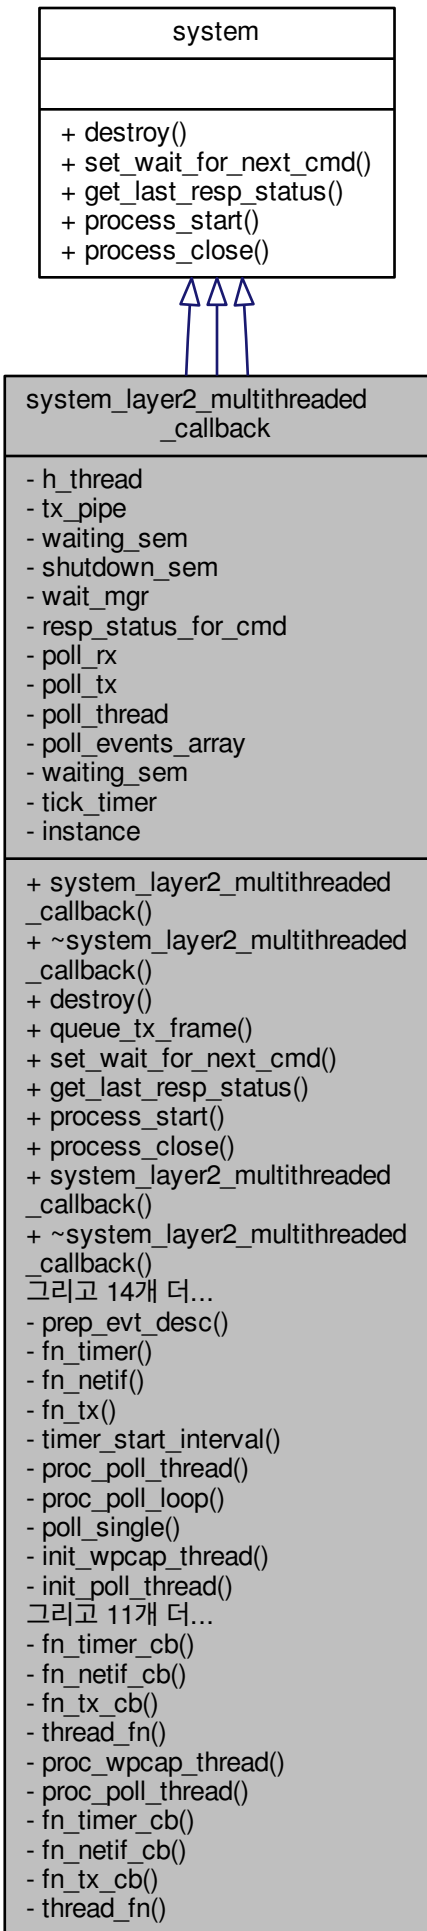 system
+ destroy()
+ set_wait_for_next_cmd()
+ get_last_resp_status()
+ process_start()
+ process_close()
system_layer2_multithreaded
_callback
- h_thread
- tx_pipe
- waiting_sem
- shutdown_sem
- wait_mgr
- resp_status_for_cmd
- poll_rx
- poll_tx
- poll_thread
- poll_events_array
- waiting_sem
- tick_timer
- instance
+ system_layer2_multithreaded
_callback()
+ ~system_layer2_multithreaded
_callback()
+ destroy()
+ queue_tx_frame()
+ set_wait_for_next_cmd()
+ get_last_resp_status()
+ process_start()
+ process_close()
+ system_layer2_multithreaded
_callback()
+ ~system_layer2_multithreaded
_callback()
그리고 14개 더...
- prep_evt_desc()
- fn_timer()
- fn_netif()
- fn_tx()
- timer_start_interval()
- proc_poll_thread()
- proc_poll_loop()
- poll_single()
- init_wpcap_thread()
- init_poll_thread()
그리고 11개 더...
- fn_timer_cb()
- fn_netif_cb()
- fn_tx_cb()
- thread_fn()
- proc_wpcap_thread()
- proc_poll_thread()
- fn_timer_cb()
- fn_netif_cb()
- fn_tx_cb()
- thread_fn()